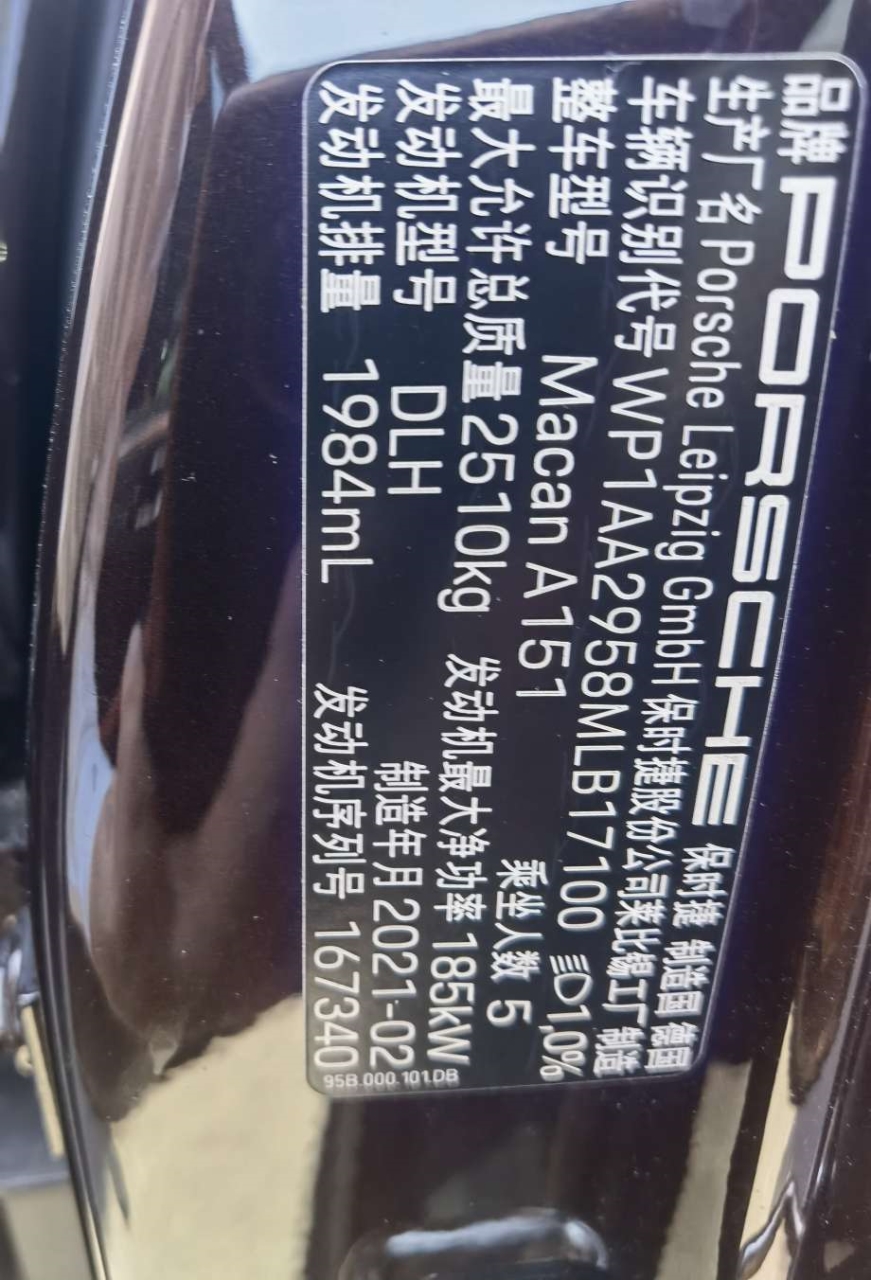 品牌 PORSCHE 保时捷 制造国 德国
生产厂名 Porsche Leipzig GmbH 保时捷股份公司莱比锡工厂 制造
车辆识别代号 WP1AA2958MLB17100 1,0%
整车型号 Macan A 151 乘坐人数 5
最大允许总质量 2510kg 发动机最大净功率 185kW
发动机型号 DLH 制造年月 2021-02
发动机排量 1984mL 发动机序列号 167340
95B.000.101.DB